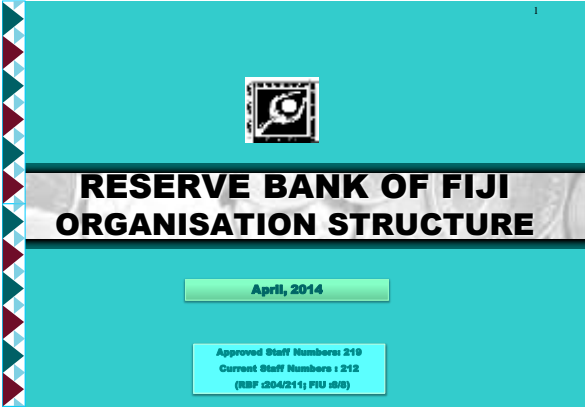 1
RESERVE BANK OF FIJI
ORGANISATION STRUCTURE
April, 2014
Approved Staff Numbers: 219
Current Staff Numbers : 212
(RBF :204/211; FIU :8/8)